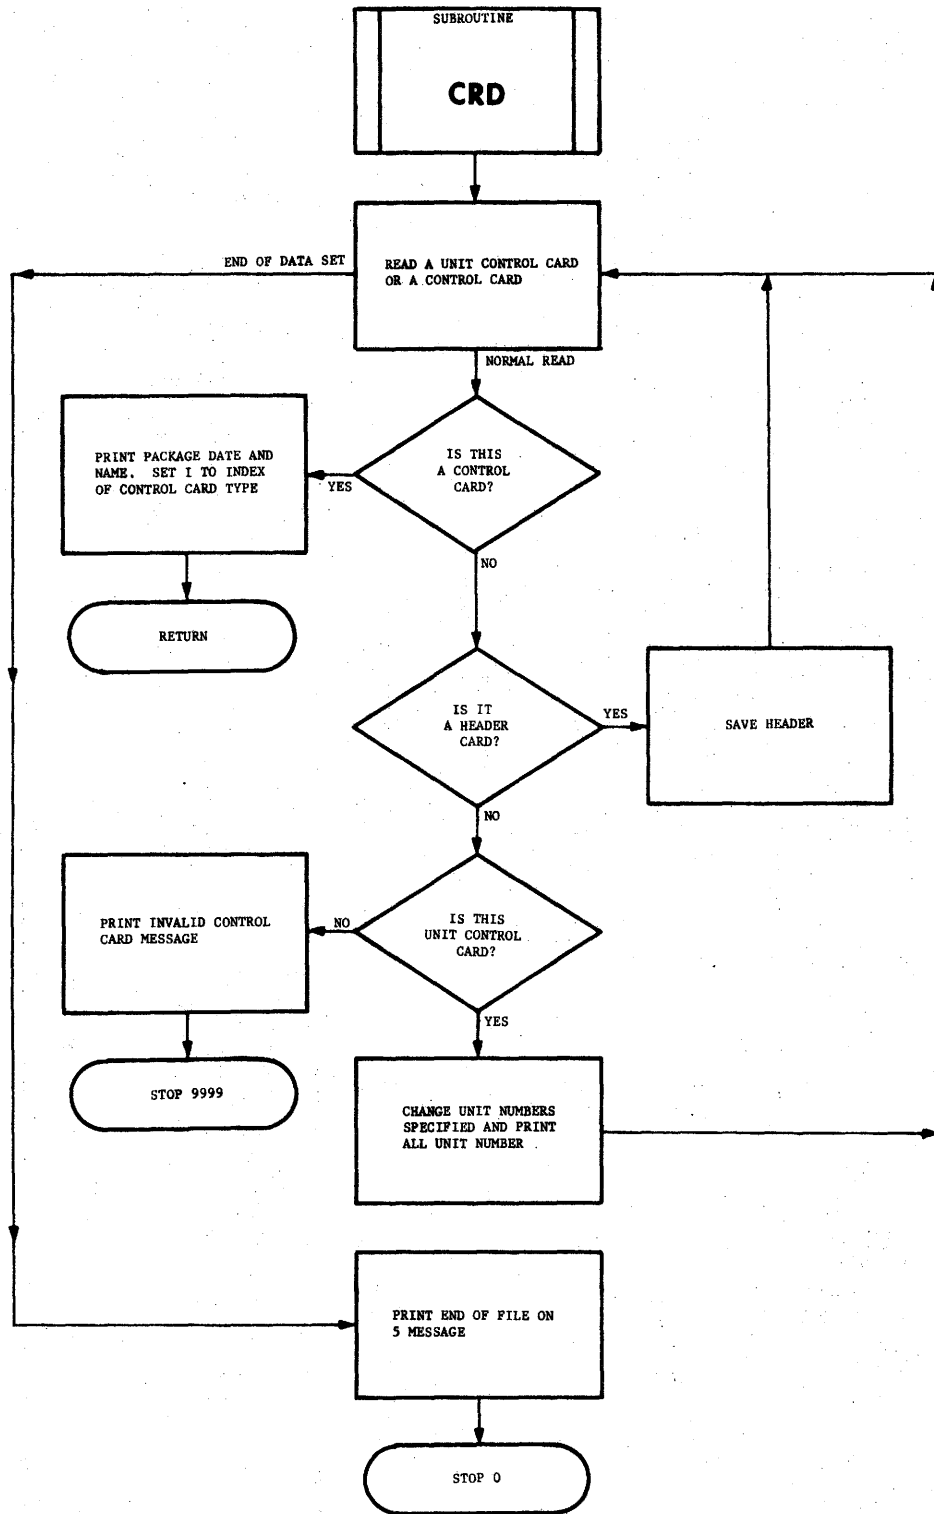 SUBROUTINE
CRD
END OF DATA SET
READ A UNIT CONTROL CARD
OR A CONTROL CARD
NORMAL READ
PRINT PACKAGE DATE AND
NAME. SET I TO INDEX
OF CONTROL CARD TYPE
YES
IS THIS
A CONTROL
CARD?
NO
RETURN
IS IT
A HEADER
CARD?
YES
SAVE HEADER
NO
PRINT INVALID CONTROL
CARD MESSAGE
NO
IS THIS
UNIT CONTROL
CARD?
YES
STOP 9999
CHANGE UNIT NUMBERS
SPECIFIED AND PRINT
ALL UNIT NUMBER
PRINT END OF FILE ON
5 MESSAGE
STOP 0